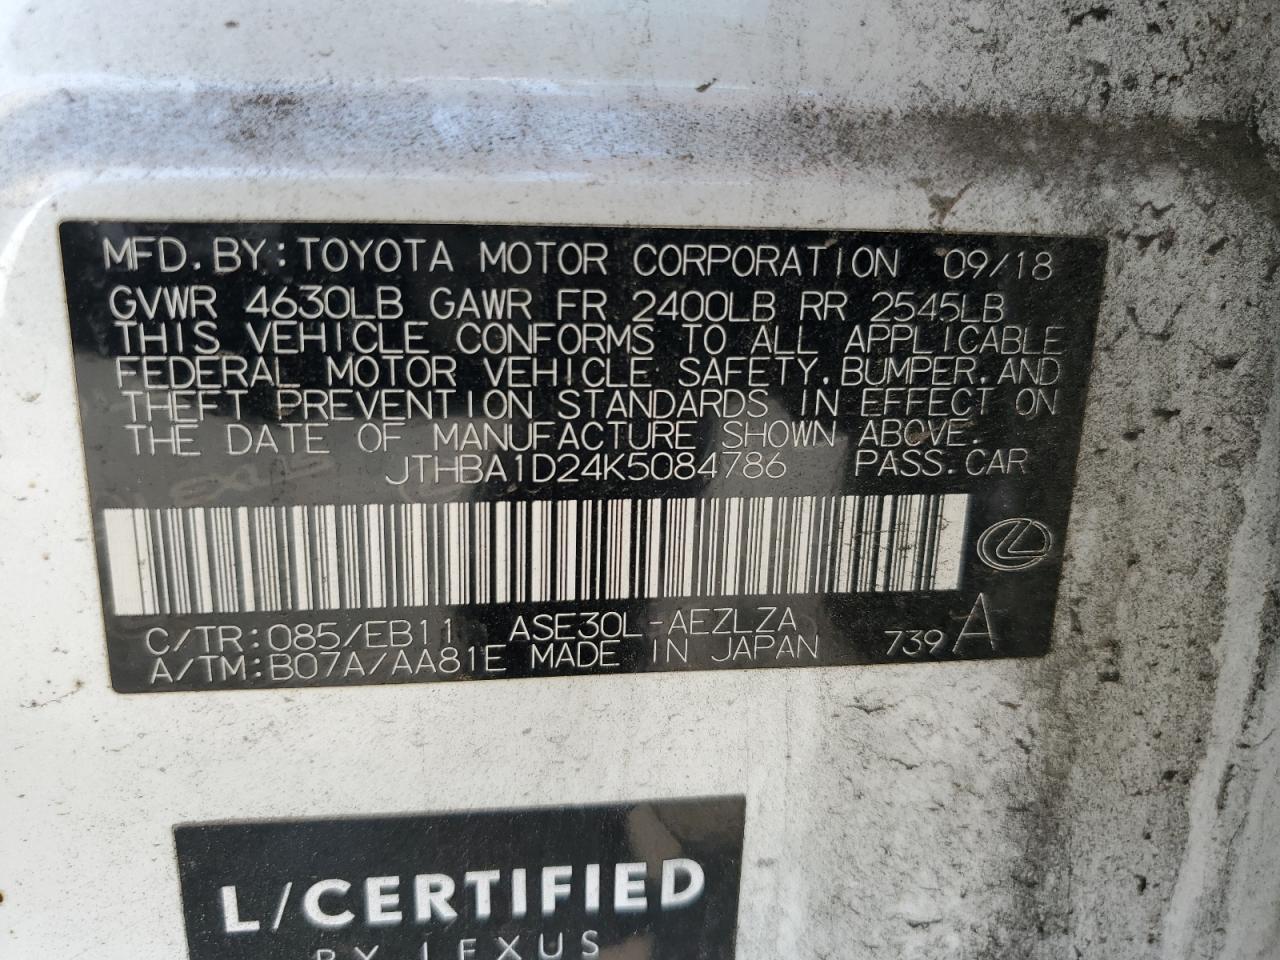 MFD. BY: TOYOTA MOTOR CORPORATION 09/18
GVWR 4630LB GAWR FR 2400LB RR 2545LB
THIS VEHICLE CONFORMS TO ALL APPLICABLE
FEDERAL MOTOR VEHICLE SAFETY, BUMPER, AND
THEFT PREVENTION STANDARDS IN EFFECT ON
THE DATE OF MANUFACTURE SHOWN ABOVE.
JTHBA1D24K5084786 PASS. CAR
C/TR: 085/EB11 ASE30L-AEZLZA
A/TM: B07A/AA81E MADE IN JAPAN 739 A
L/CERTIFIED
BY LEXUS